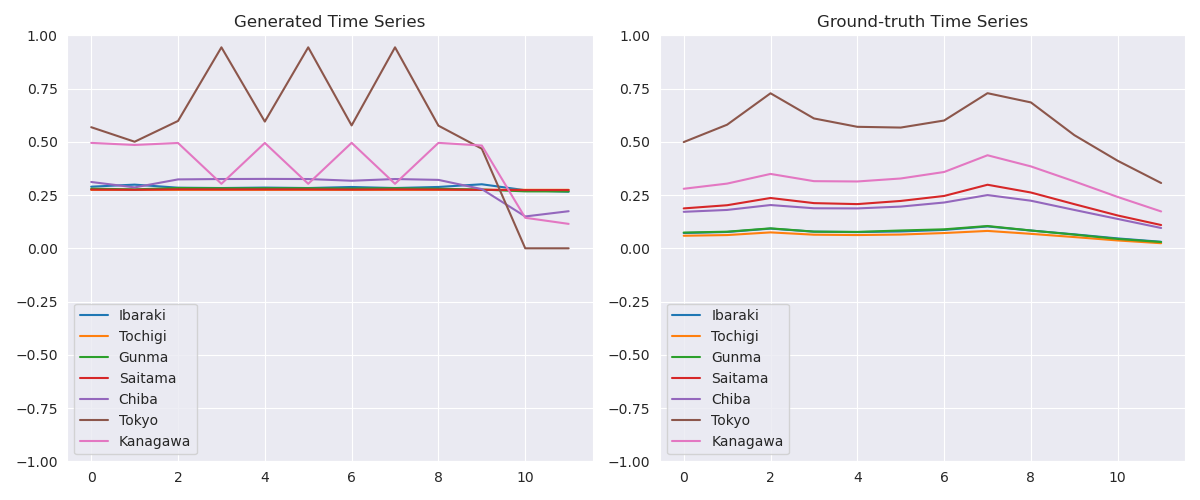 Generated Time Series
1.00
0.75
0.50
0.25
0.00
−0.25
−0.50
−0.75
−1.00
Ibaraki
Tochigi
Gunma
Saitama
Chiba
Tokyo
Kanagawa
0 2 4 6 8 10
Ground-truth Time Series
1.00
0.75
0.50
0.25
0.00
−0.25
−0.50
−0.75
−1.00
Ibaraki
Tochigi
Gunma
Saitama
Chiba
Tokyo
Kanagawa
0 2 4 6 8 10